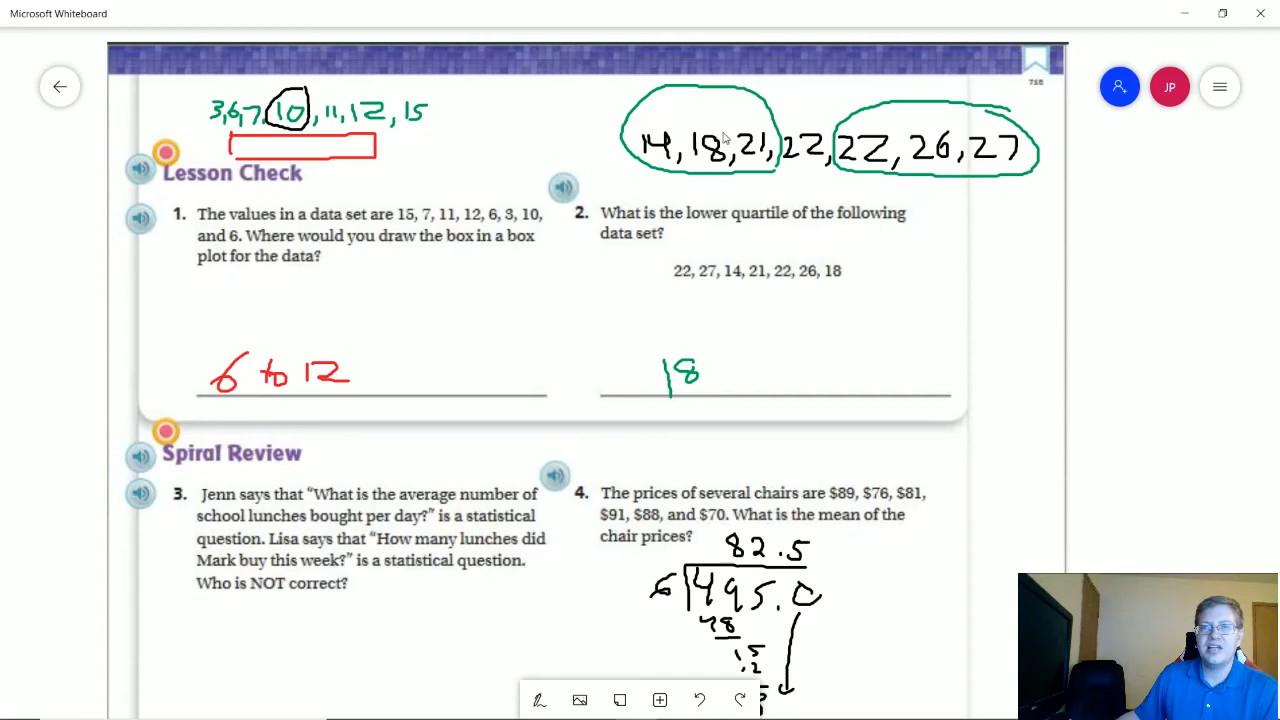 Microsoft Whiteboard
JP
718
3,6,7,10,11,12,15
14,18,21,22,22,26,27
Lesson Check
1. The values in a data set are 15, 7, 11, 12, 6, 3, 10,
and 6. Where would you draw the box in a box
plot for the data?
6 to 12
2. What is the lower quartile of the following
data set?
22, 27, 14, 21, 22, 26, 18
18
Spiral Review
3. Jenn says that "What is the average number of
school lunches bought per day?" is a statistical
question. Lisa says that "How many lunches did
Mark buy this week?" is a statistical question.
Who is NOT correct?
4. The prices of several chairs are $89, $76, $81,
$91, $88, and $70. What is the mean of the
chair prices?
82.5
6 495.0
48
15
12